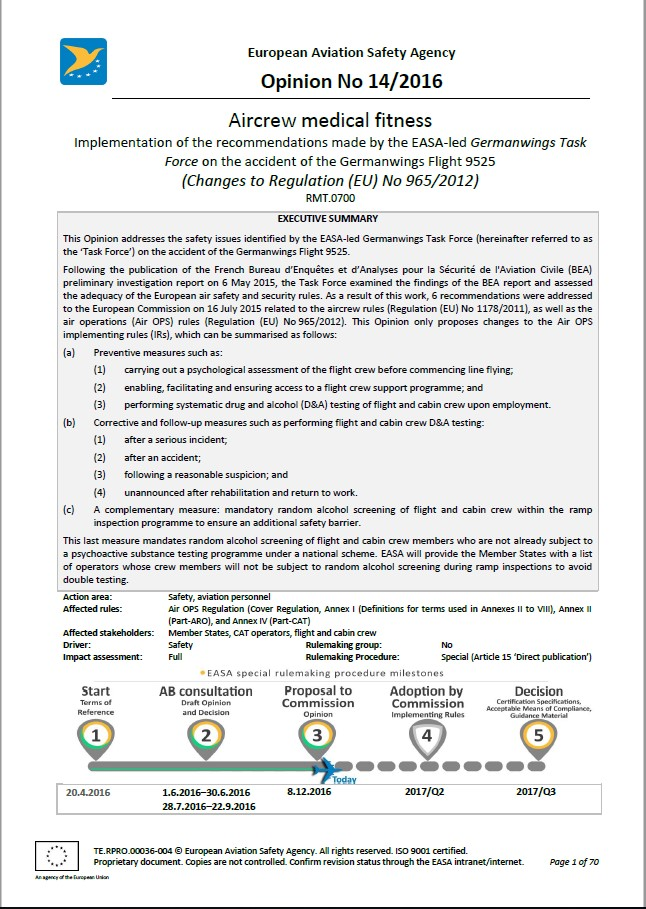 European Aviation Safety Agency
Opinion No 14/2016
Aircrew medical fitness
Implementation of the recommendations made by the EASA-led Germanwings Task
Force on the accident of the Germanwings Flight 9525
(Changes to Regulation (EU) No 965/2012)
RMT.0700
EXECUTIVE SUMMARY
This Opinion addresses the safety issues identified by the EASA-led Germanwings Task Force (hereinafter referred to as
the ‘Task Force’) on the accident of the Germanwings Flight 9525.
Following the publication of the French Bureau d’Enquêtes et d’Analyses pour la Sécurité de l’Aviation Civile (BEA)
preliminary investigation report on 6 May 2015, the Task Force examined the findings of the BEA report and assessed
the adequacy of the European air safety and security rules. As a result of this work, 6 recommendations were addressed
to the European Commission on 16 July 2015 related to the aircrew rules (Regulation (EU) No 1178/2011), as well as the
air operations (Air OPS) rules (Regulation (EU) No 965/2012). This Opinion only proposes changes to the Air OPS
implementing rules (IRs), which can be summarised as follows:
(a) Preventive measures such as:
(1) carrying out a psychological assessment of the flight crew before commencing line flying;
(2) enabling, facilitating and ensuring access to a flight crew support programme; and
(3) performing systematic drug and alcohol (D&A) testing of flight and cabin crew upon employment.
(b) Corrective and follow-up measures such as performing flight and cabin crew D&A testing:
(1) after a serious incident;
(2) after an accident;
(3) following a reasonable suspicion; and
(4) unannounced after rehabilitation and return to work.
(c) A complementary measure: mandatory random alcohol screening of flight and cabin crew within the ramp
inspection programme to ensure an additional safety barrier.
This last measure mandates random alcohol screening of flight and cabin crew members who are not already subject to
a psychoactive substance testing programme under a national scheme. EASA will provide the Member States with a list
of operators whose crew members will not be subject to random alcohol screening during ramp inspections to avoid
double testing.
Action area: Safety, aviation personnel
Affected rules: Air OPS Regulation (Cover Regulation, Annex I (Definitions for terms used in Annexes II to VIII), Annex II
(Part-ARO), and Annex IV (Part-CAT)
Affected stakeholders: Member States, CAT operators, flight and cabin crew
Driver: Safety Rulemaking group: No
Impact assessment: Full Rulemaking Procedure: Special (Article 15 ‘Direct publication’)
EASA special rulemaking procedure milestones
Start
Terms of
Reference
1
AB consultation
Draft Opinion
and Decision
2
Proposal to
Commission
Opinion
3
Adoption by
Commission
Implementing Rules
4
Decision
Certification Specifications,
Acceptable Means of Compliance,
Guidance Material
5
Today
20.4.2016 1.6.2016–30.6.2016 8.12.2016 2017/Q2 2017/Q3
28.7.2016–22.9.2016
TE.RPRO.00036-004 © European Aviation Safety Agency. All rights reserved. ISO 9001 certified.
Proprietary document. Copies are not controlled. Confirm revision status through the EASA intranet/internet. Page 1 of 70
An agency of the European Union